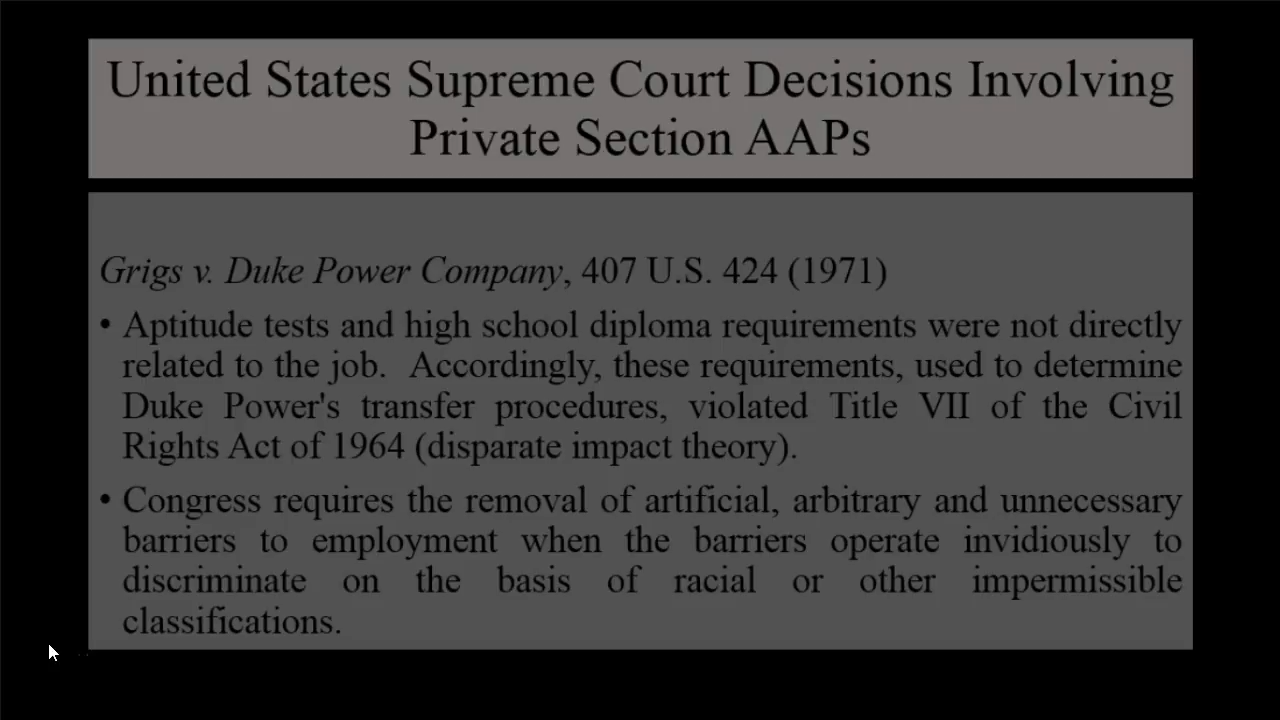 United States Supreme Court Decisions Involving
Private Section AAPs
Grigs v. Duke Power Company, 407 U.S. 424 (1971)
• Aptitude tests and high school diploma requirements were not directly
related to the job.  Accordingly, these requirements, used to determine
Duke Power's transfer procedures, violated Title VII of the Civil
Rights Act of 1964 (disparate impact theory).
• Congress requires the removal of artificial, arbitrary and unnecessary
barriers to employment when the barriers operate invidiously to
discriminate on the basis of racial or other impermissible
classifications.